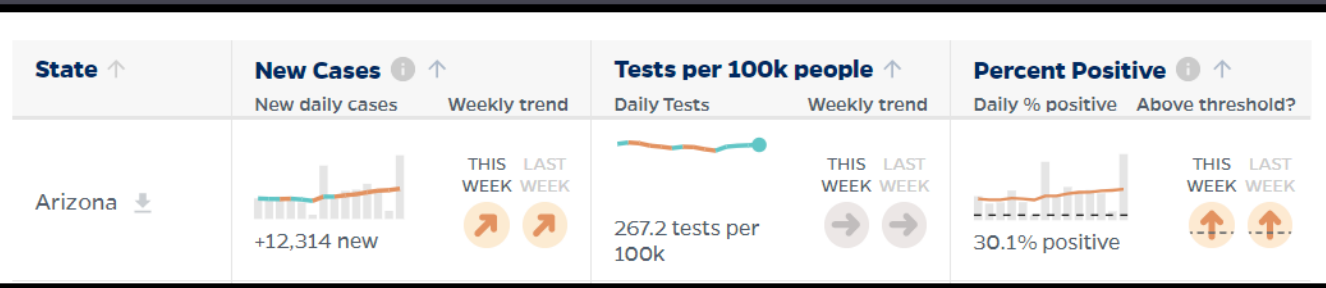 State
New Cases
Tests per 100k people
Percent Positive
New daily cases
Weekly trend
Daily Tests
Weekly trend
Daily % positive
Above threshold?
Arizona
+12,314 new
THIS LAST
WEEK WEEK
267.2 tests per
100k
THIS LAST
WEEK WEEK
30.1% positive
THIS LAST
WEEK WEEK